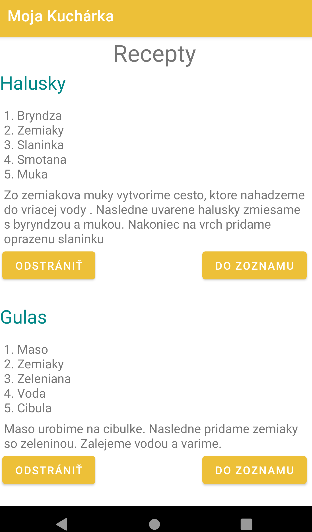 Moja Kuchárka
Recepty
Halusky
1. Bryndza
2. Zemiaky
3. Slaninka
4. Smotana
5. Muka
Zo zemiakova muky vytvorime cesto, ktore nahadzeme
do vriacej vody . Nasledne uvarene halusky zmiesame
s byryndzou a mukou. Nakoniec na vrch pridame
oprazenu slaninku
ODSTRÁNIŤ DO ZOZNAMU
Gulas
1. Maso
2. Zemiaky
3. Zeleniana
4. Voda
5. Cibula
Maso urobime na cibulke. Nasledne pridame zemiaky
so zeleninou. Zalejeme vodou a varime.
ODSTRÁNIŤ DO ZOZNAMU